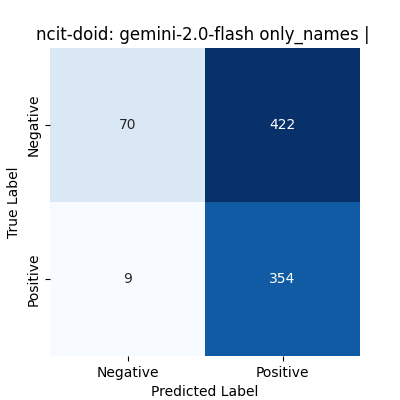 ncit-doid: gemini-2.0-flash only_names |
True Label
Negative
70
422
Positive
9
354
Negative
Positive
Predicted Label